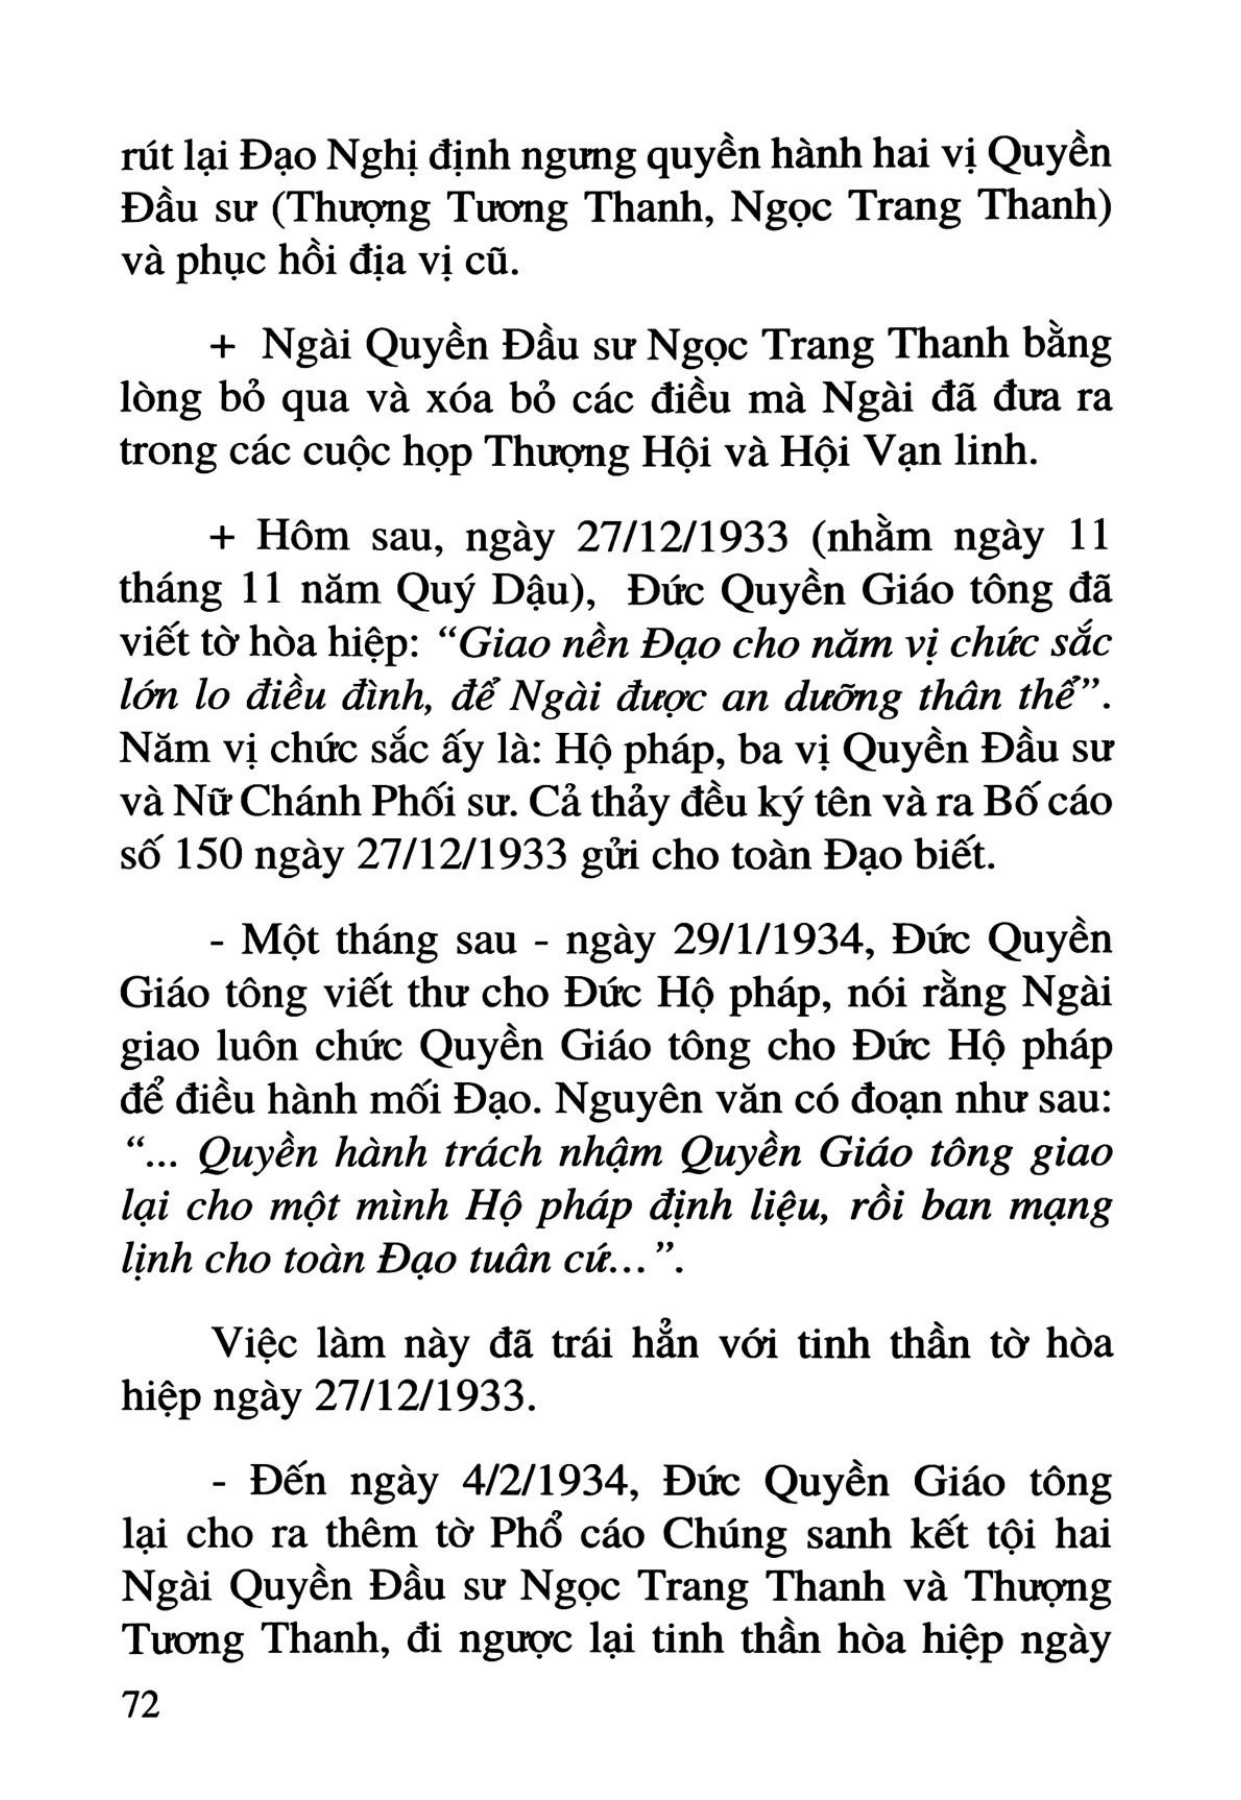 rút lại Đạo Nghị định ngưng quyền hành hai vị Quyền
Đầu sư (Thượng Tương Thanh, Ngọc Trang Thanh)
và phục hồi địa vị cũ.
+ Ngài Quyền Đầu sư Ngọc Trang Thanh bằng
lòng bỏ qua và xóa bỏ các điều mà Ngài đã đưa ra
trong các cuộc họp Thượng Hội và Hội Vạn linh.
+ Hôm sau, ngày 27/12/1933 (nhằm ngày 11
tháng 11 năm Quý Dậu), Đức Quyền Giáo tông đã
viết tờ hòa hiệp: “Giao nền Đạo cho năm vị chức sắc
lớn lo điều đình, để Ngài được an dưỡng thân thể”.
Năm vị chức sắc ấy là: Hộ pháp, ba vị Quyền Đầu sư
và Nữ Chánh Phối sư. Cả thảy đều ký tên và ra Bố cáo
số 150 ngày 27/12/1933 gửi cho toàn Đạo biết.
- Một tháng sau - ngày 29/1/1934, Đức Quyền
Giáo tông viết thư cho Đức Hộ pháp, nói rằng Ngài
giao luôn chức Quyền Giáo tông cho Đức Hộ pháp
để điều hành mối Đạo. Nguyên văn có đoạn như sau:
“... Quyền hành trách nhậm Quyền Giáo tông giao
lại cho một mình Hộ pháp định liệu, rồi ban mạng
lịnh cho toàn Đạo tuân cứ...”.
Việc làm này đã trái hẳn với tinh thần tờ hòa
hiệp ngày 27/12/1933.
- Đến ngày 4/2/1934, Đức Quyền Giáo tông
lại cho ra thêm tờ Phổ cáo Chúng sanh kết tội hai
Ngài Quyền Đầu sư Ngọc Trang Thanh và Thượng
Tương Thanh, đi ngược lại tinh thần hòa hiệp ngày
72